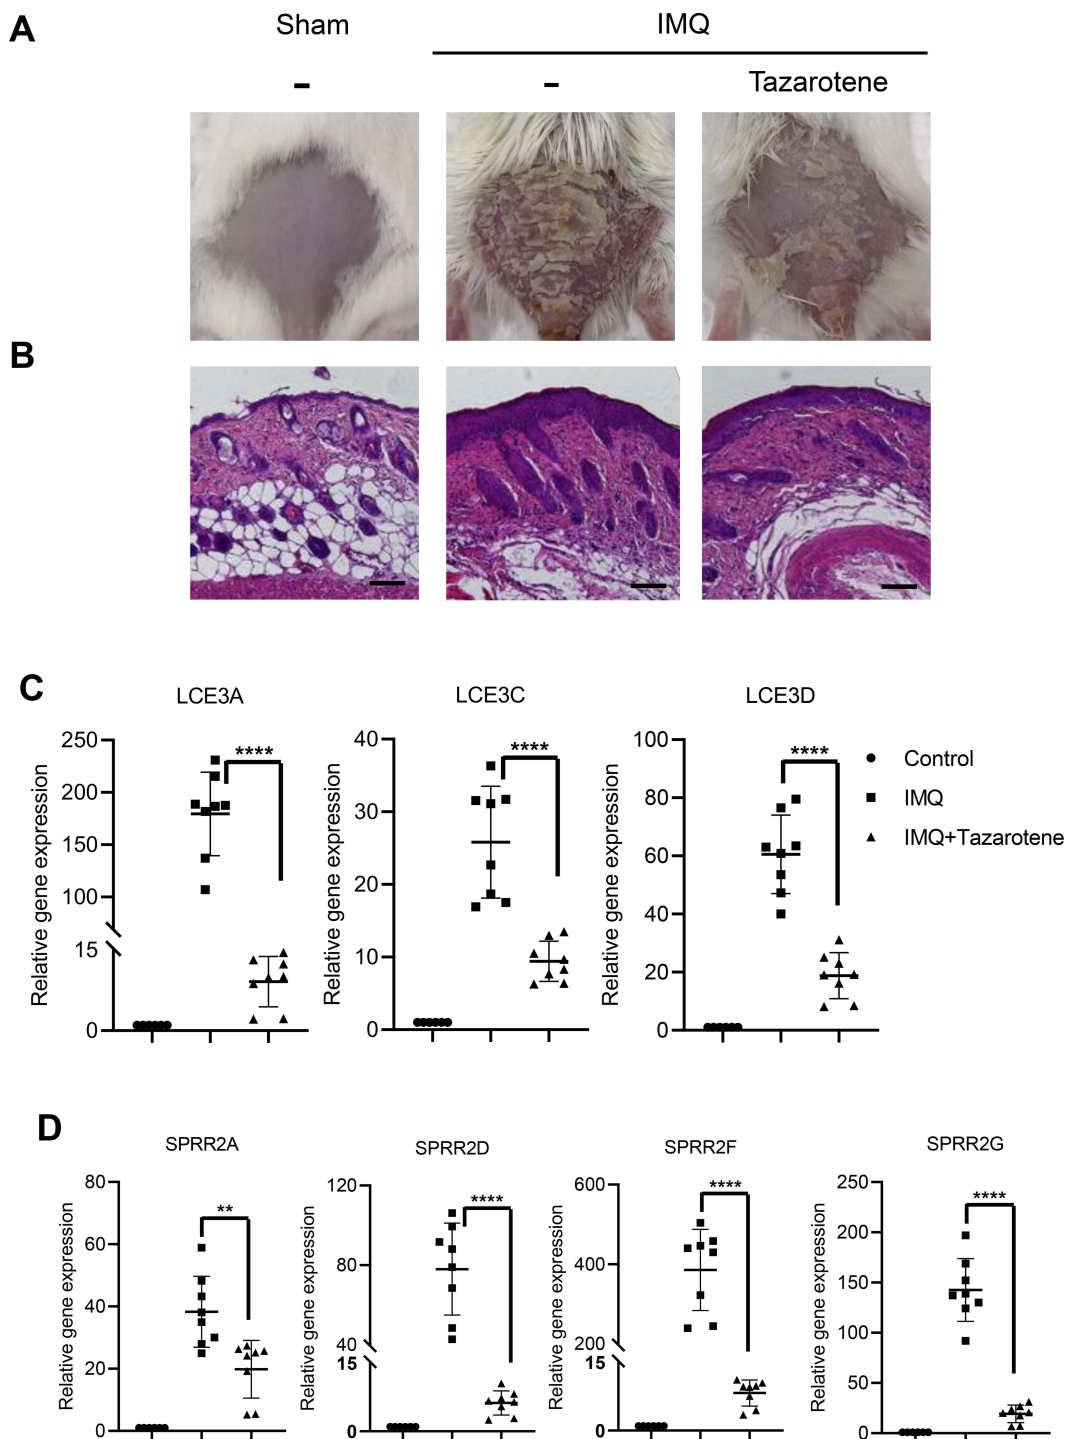 A
Sham
IMQ
–
–
Tazarotene
B
C
LCE3A
LCE3C
LCE3D
Relative gene expression
250
200
150
100
15
0
****
Relative gene expression
40
30
20
10
0
****
Relative gene expression
100
80
60
40
20
0
****
Control
IMQ
IMQ+Tazarotene
D
SPRR2A
SPRR2D
SPRR2F
SPRR2G
Relative gene expression
80
60
40
20
0
**
Relative gene expression
120
80
40
15
0
****
Relative gene expression
600
400
200
15
0
****
Relative gene expression
250
200
150
100
50
0
****